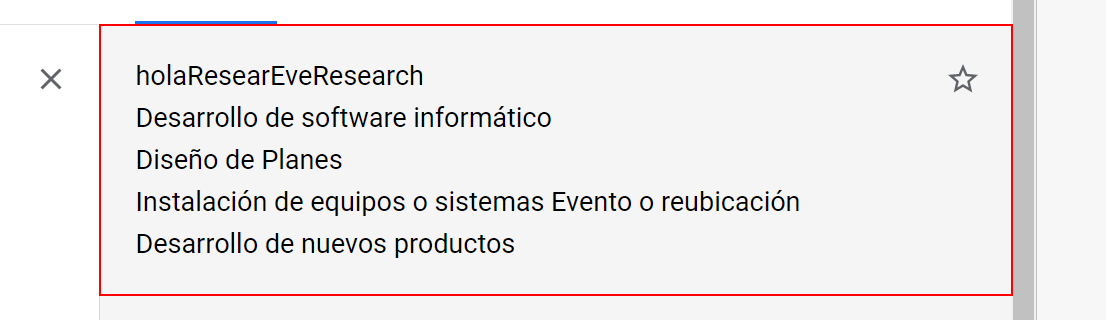 holaResearEveResearch
Desarrollo de software informático
Diseño de Planes
Instalación de equipos o sistemas Evento o reubicación
Desarrollo de nuevos productos